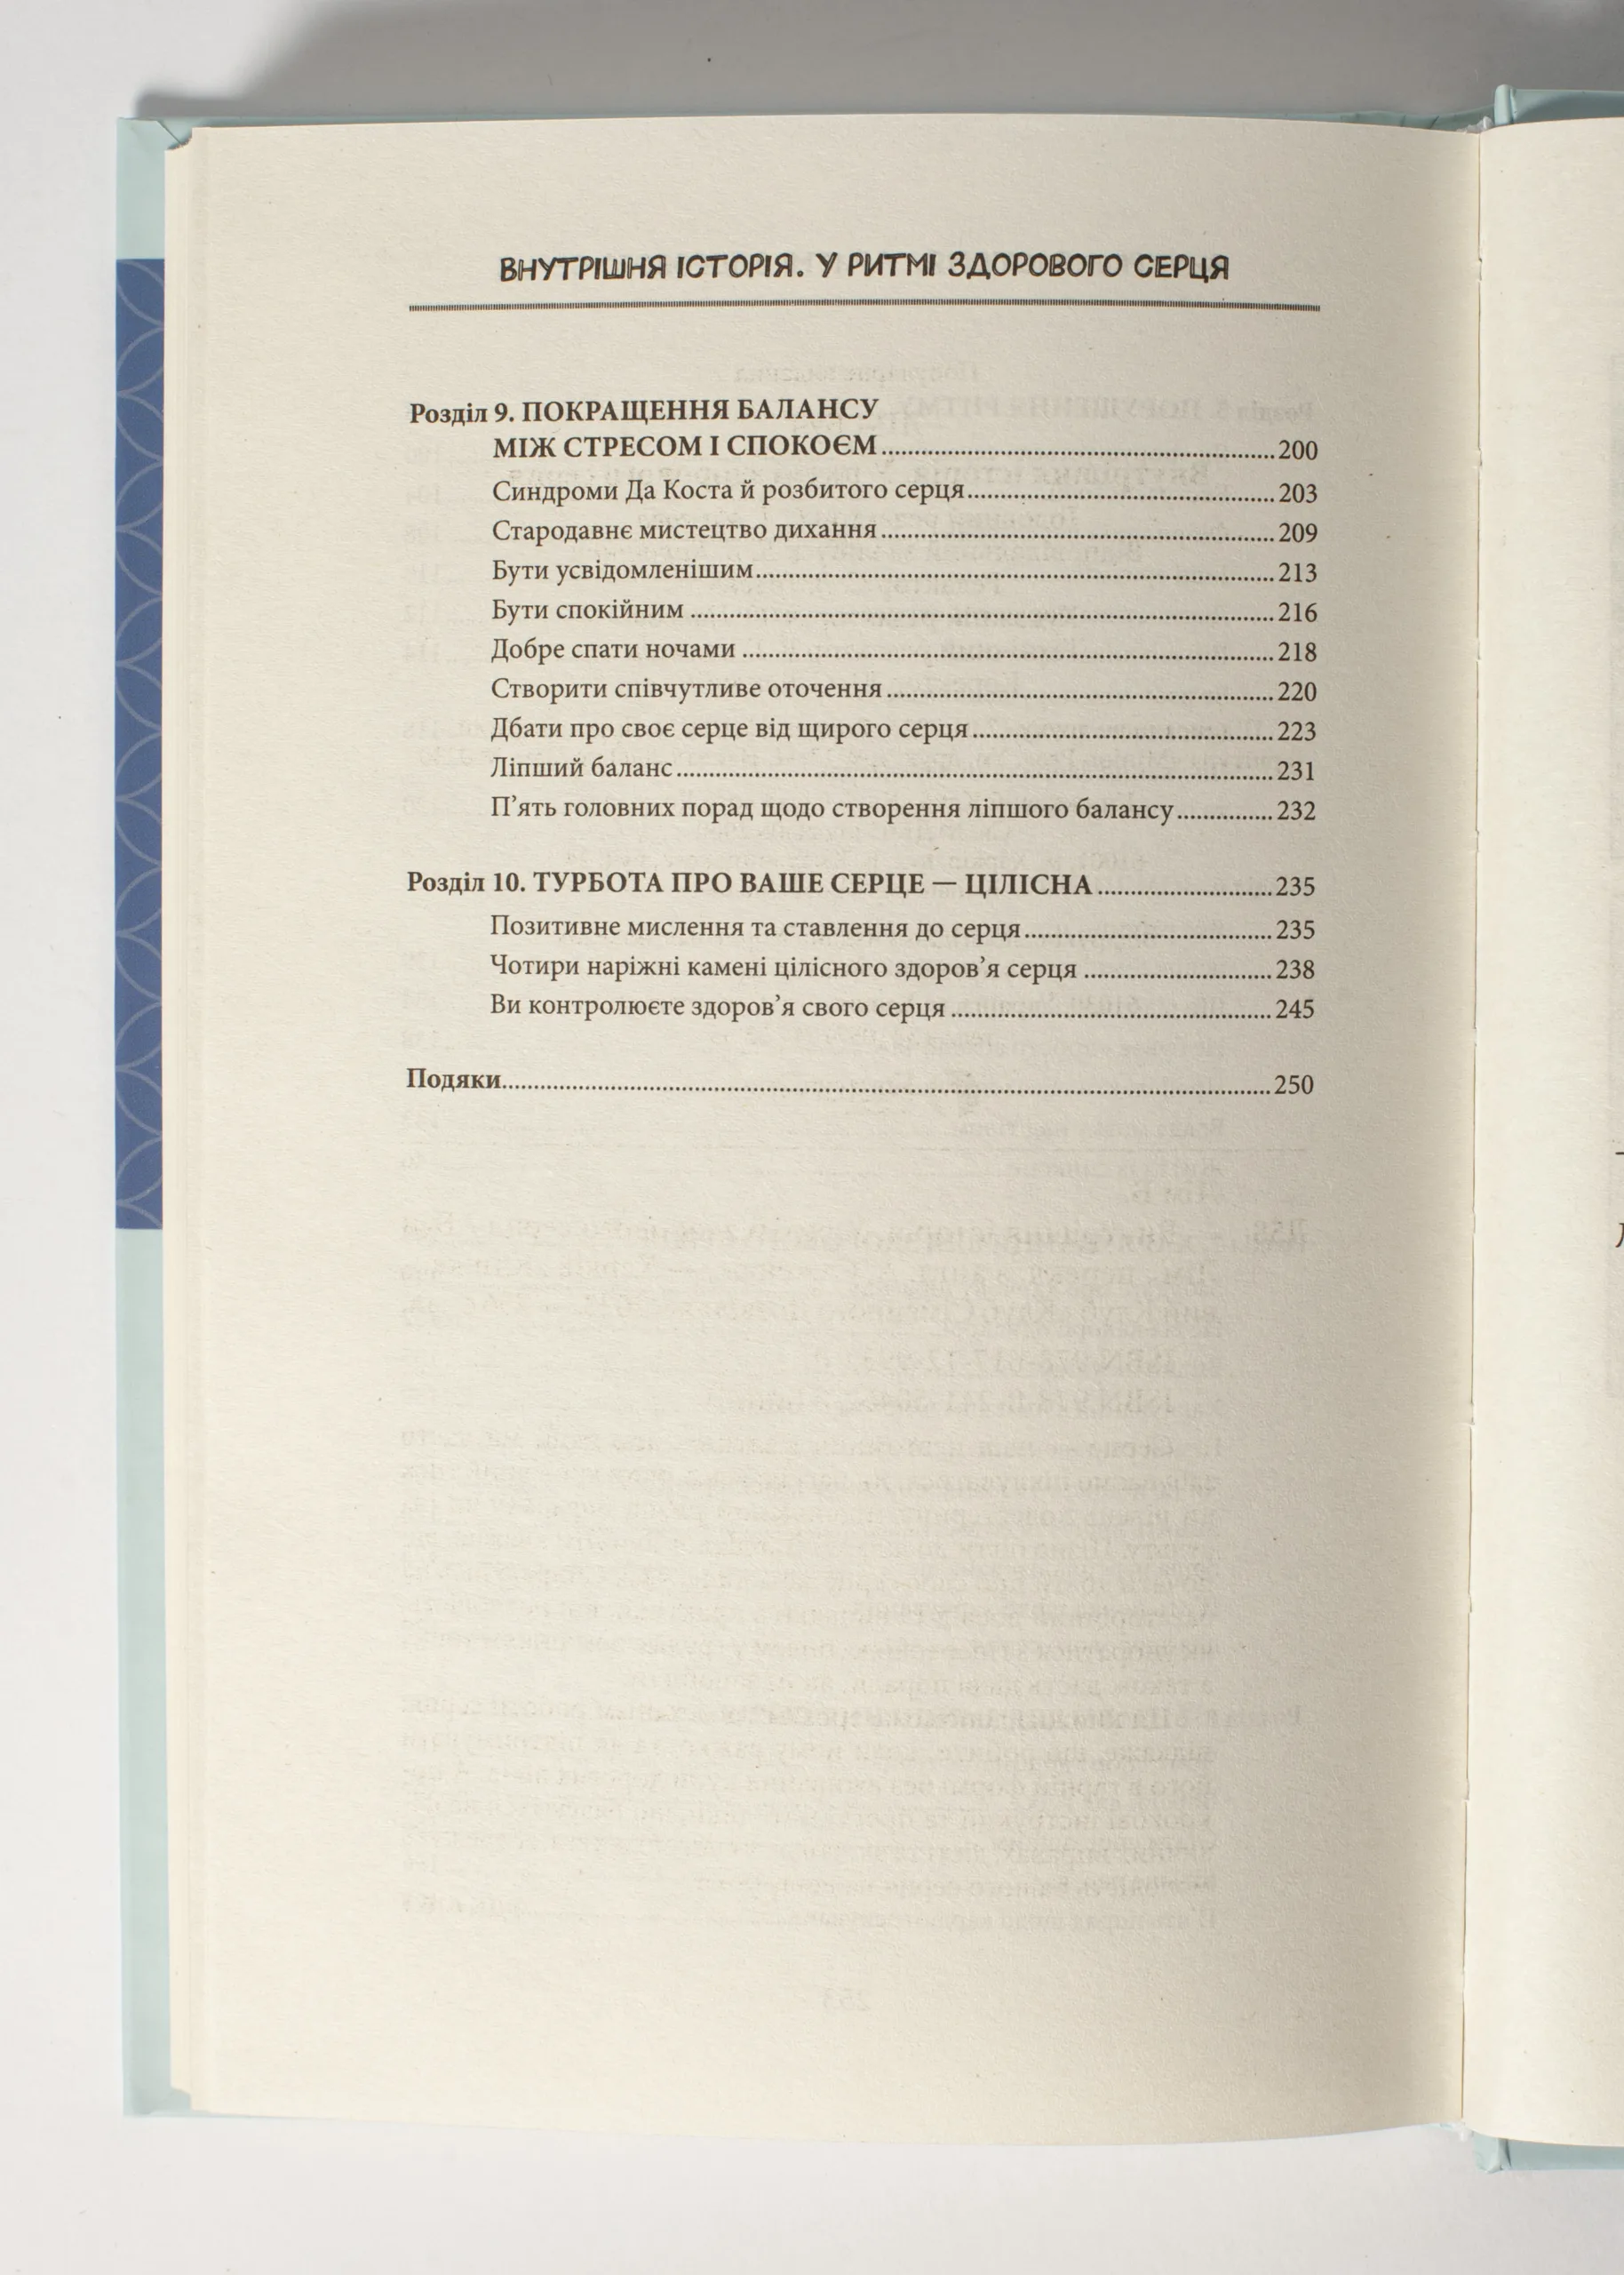 ВНУТРІШНЯ ІСТОРІЯ. У РИТМІ ЗДОРОВОГО СЕРЦЯ
Розділ 9. ПОКРАЩЕННЯ БАЛАНСУ
МІЖ СТРЕСОМ І СПОКОЄМ 200
Синдроми Да Коста й розбитого серця 203
Стародавнє мистецтво дихання 209
Бути усвідомленішим 213
Бути спокійним 216
Добре спати ночами 218
Створити співчутливе оточення 220
Дбати про своє серце від щирого серця 223
Ліпший баланс 231
П’ять головних порад щодо створення ліпшого балансу 232
Розділ 10. ТУРБОТА ПРО ВАШЕ СЕРЦЕ — ЦІЛІСНА 235
Позитивне мислення та ставлення до серця 235
Чотири наріжні камені цілісного здоров’я серця 238
Ви контролюєте здоров’я свого серця 245
Подяки 250